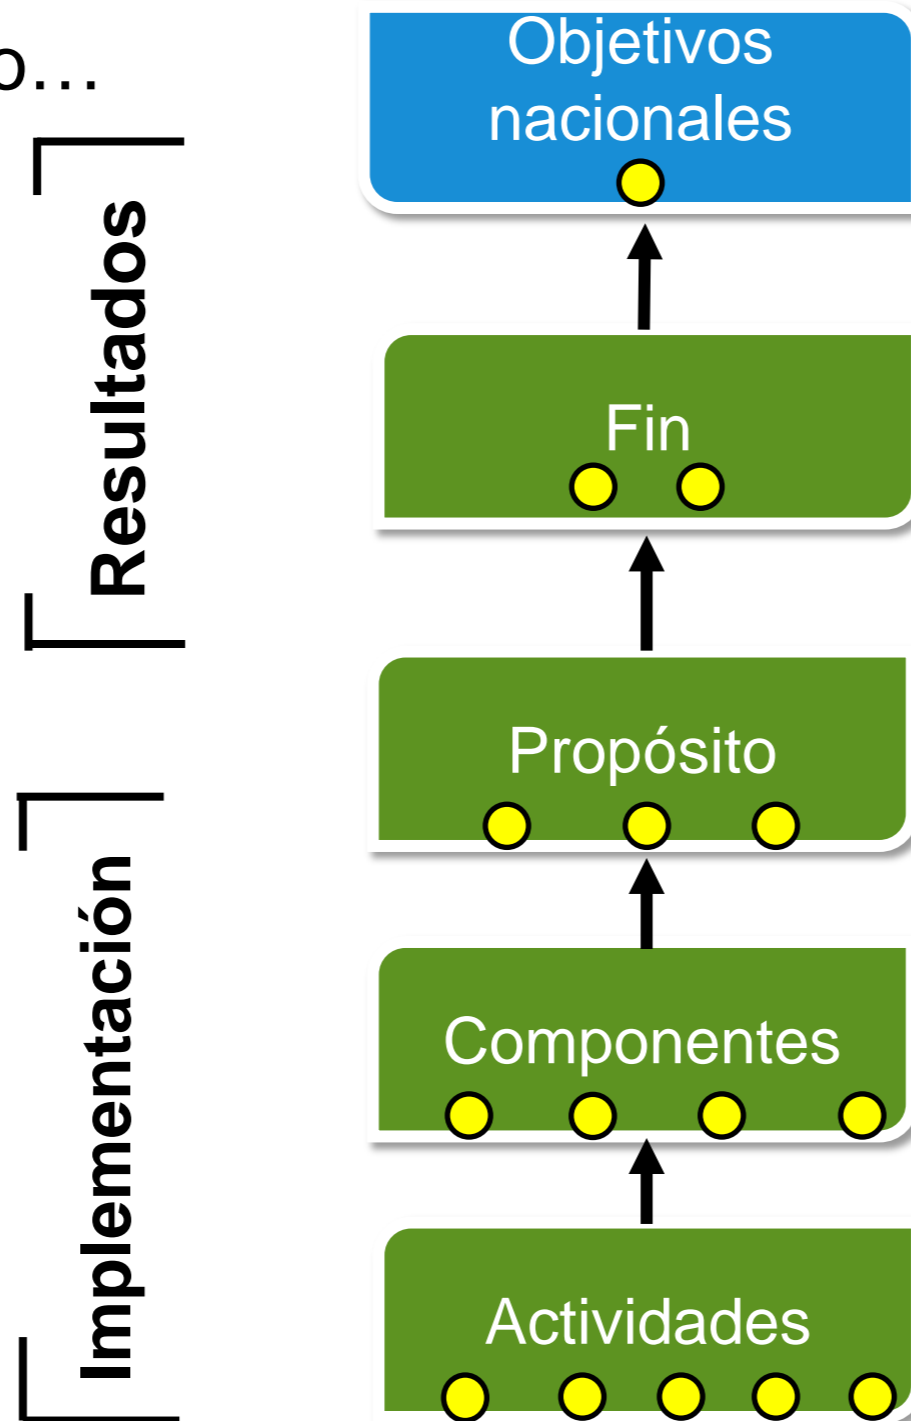 o...
Objetivos
nacionales
Resultados
Fin
Propósito
Implementación
Componentes
Actividades